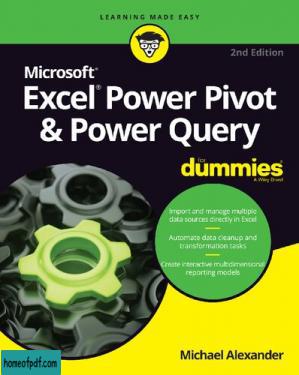 LEARNING MADE EASY
2nd Edition
Microsoft®
Excel® Power Pivot
& Power Query
for
dummies®
A Wiley Brand
Import and manage multiple
data sources directly in Excel
Automate data cleanup and
transformation tasks
Create interactive multidimensional
reporting models
homeofpdf.com
Michael Alexander